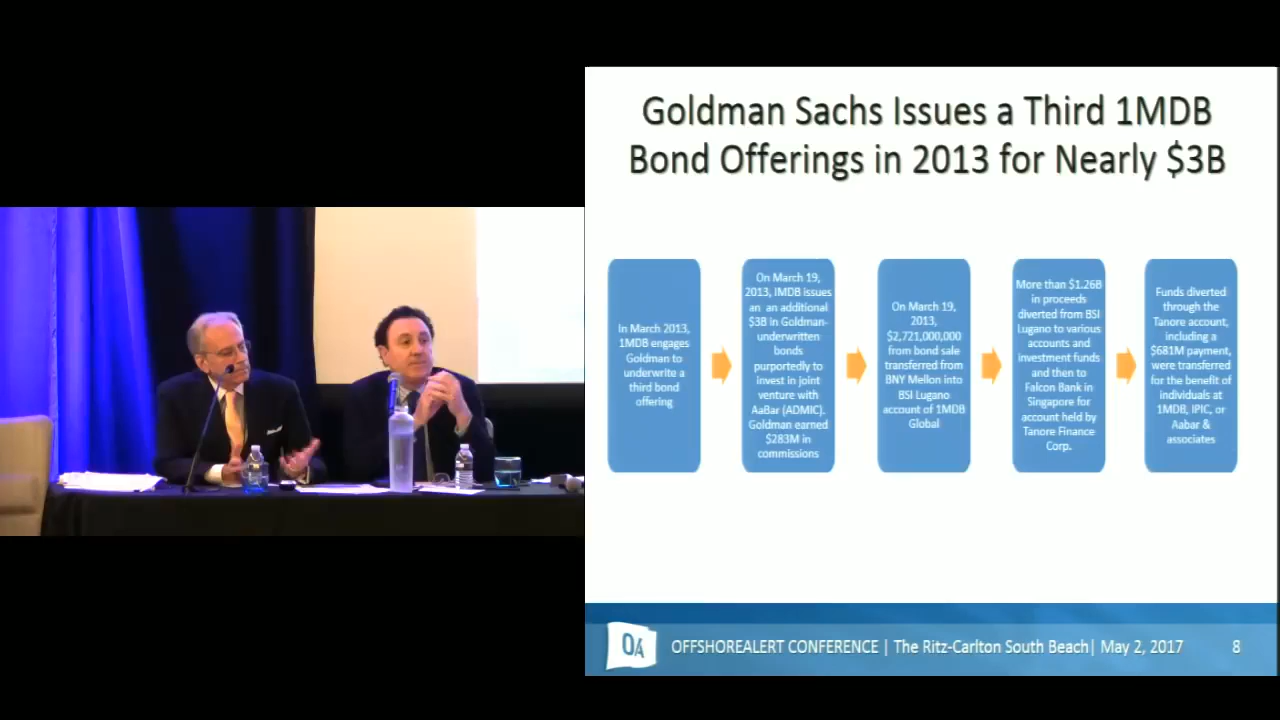 Goldman Sachs Issues a Third 1MDB
Bond Offerings in 2013 for Nearly $3B
In March 2013,
1MDB engages
Goldman to
underwrite a
third bond
offering
On March 19,
2013, IMDB issues
an an additional
$3B in Goldman-
underwritten
bonds
purportedly to
invest in joint
venture with
AaBar (ADMIC).
Goldman earned
$283M in
commissions
On March 19,
2013,
$2,721,000,000
from bond sale
transferred from
BNY Mellon into
BSI Lugano
account of 1MDB
Global
More than $1.26B
in proceeds
diverted from BSI
Lugano to various
accounts and
investment funds
and then to
Falcon Bank in
Singapore for
account held by
Tanore Finance
Corp.
Funds diverted
through the
Tanore account,
including a
$681M payment,
were transferred
for the benefit of
individuals at
1MDB, IPIC, or
Aabar &
associates
OA
OFFSHOREALERT CONFERENCE | The Ritz-Carlton South Beach| May 2, 2017
8